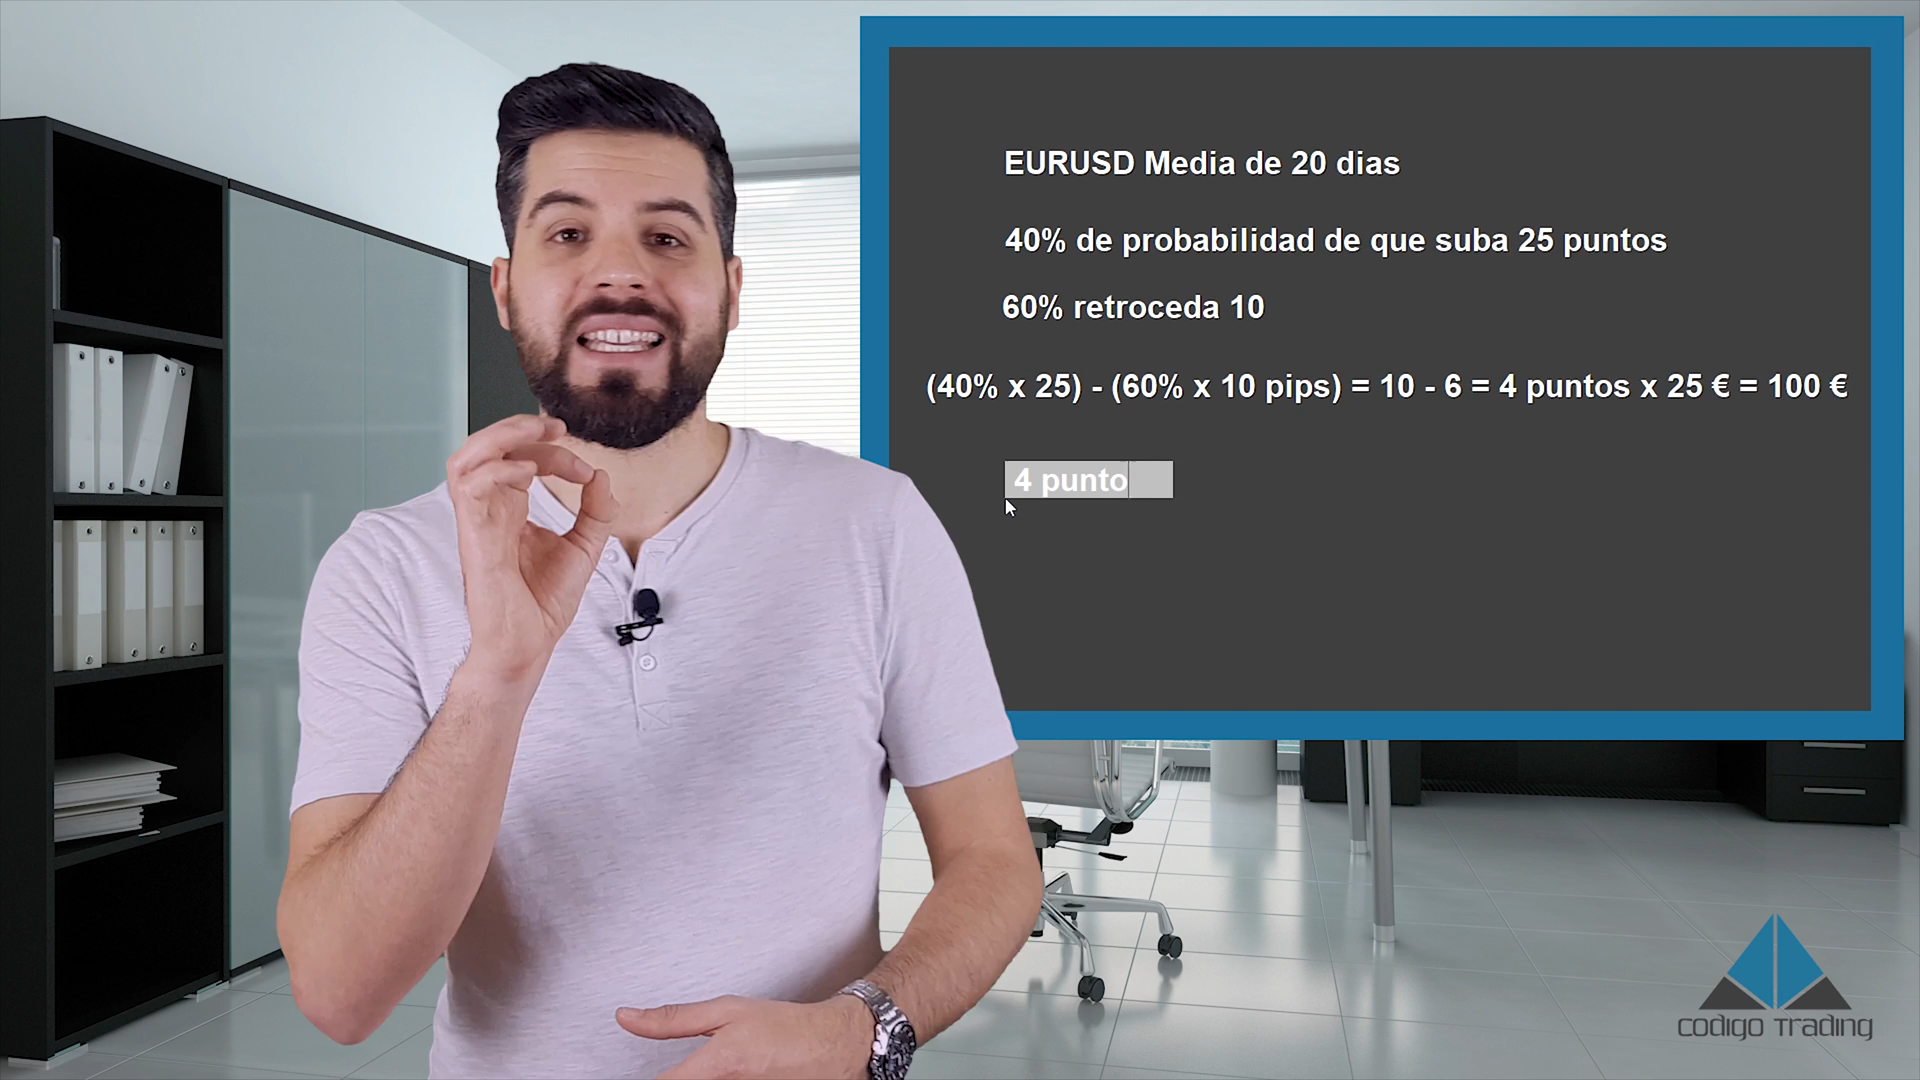 EURUSD Media de 20 dias
40% de probabilidad de que suba 25 puntos
60% retroceda 10
(40% x 25) - (60% x 10 pips) = 10 - 6 = 4 puntos x 25 € = 100 €
4 punto
codigo Trading